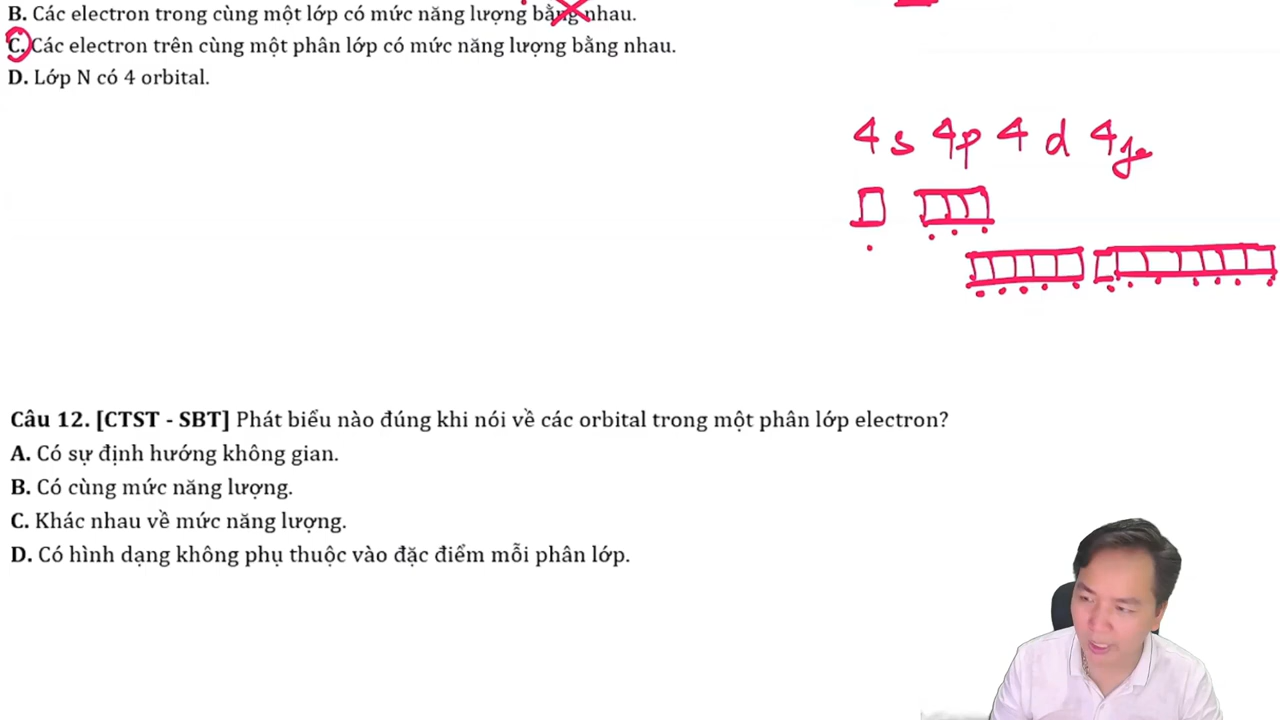 B. Các electron trong cùng một lớp có mức năng lượng bằng nhau.
C. Các electron trên cùng một phân lớp có mức năng lượng bằng nhau.
D. Lớp N có 4 orbital.
4s 4p 4d 4f
Câu 12. [CTST - SBT] Phát biểu nào đúng khi nói về các orbital trong một phân lớp electron?
A. Có sự định hướng không gian.
B. Có cùng mức năng lượng.
C. Khác nhau về mức năng lượng.
D. Có hình dạng không phụ thuộc vào đặc điểm mỗi phân lớp.